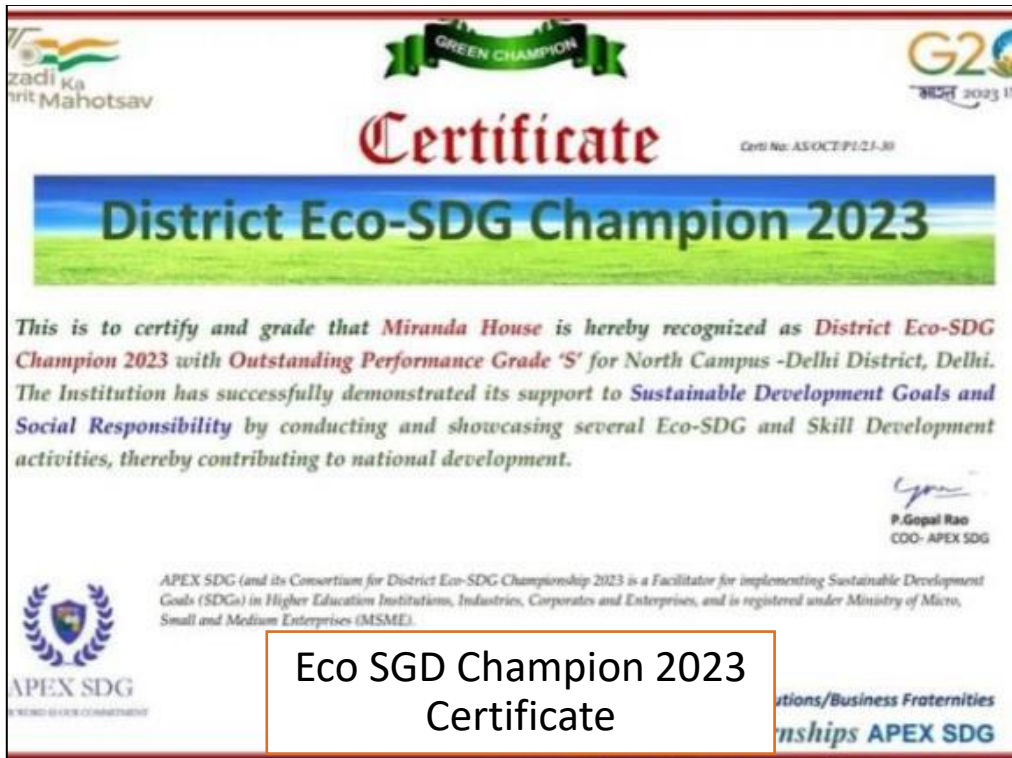 GREEN CHAMPION
zadi Ka
rit Mahotsav
G20
भारत 2023 I
Certificate
Certi No: AS/OCT/P1/23-30
District Eco-SDG Champion 2023
This is to certify and grade that Miranda House is hereby recognized as District Eco-SDG
Champion 2023 with Outstanding Performance Grade ‘S’ for North Campus -Delhi District, Delhi.
The Institution has successfully demonstrated its support to Sustainable Development Goals and
Social Responsibility by conducting and showcasing several Eco-SDG and Skill Development
activities, thereby contributing to national development.
P.Gopal Rao
COO- APEX SDG
APEX SDG (and its Consortium for District Eco-SDG Championship 2023 is a Facilitator for implementing Sustainable Development
Goals (SDGs) in Higher Education Institutions, Industries, Corporates and Enterprises, and is registered under Ministry of Micro,
Small and Medium Enterprises (MSME).
APEX SDG
WORD IS OUR COMMITMENT
Eco SGD Champion 2023
Certificate
utions/Business Fraternities
nships APEX SDG